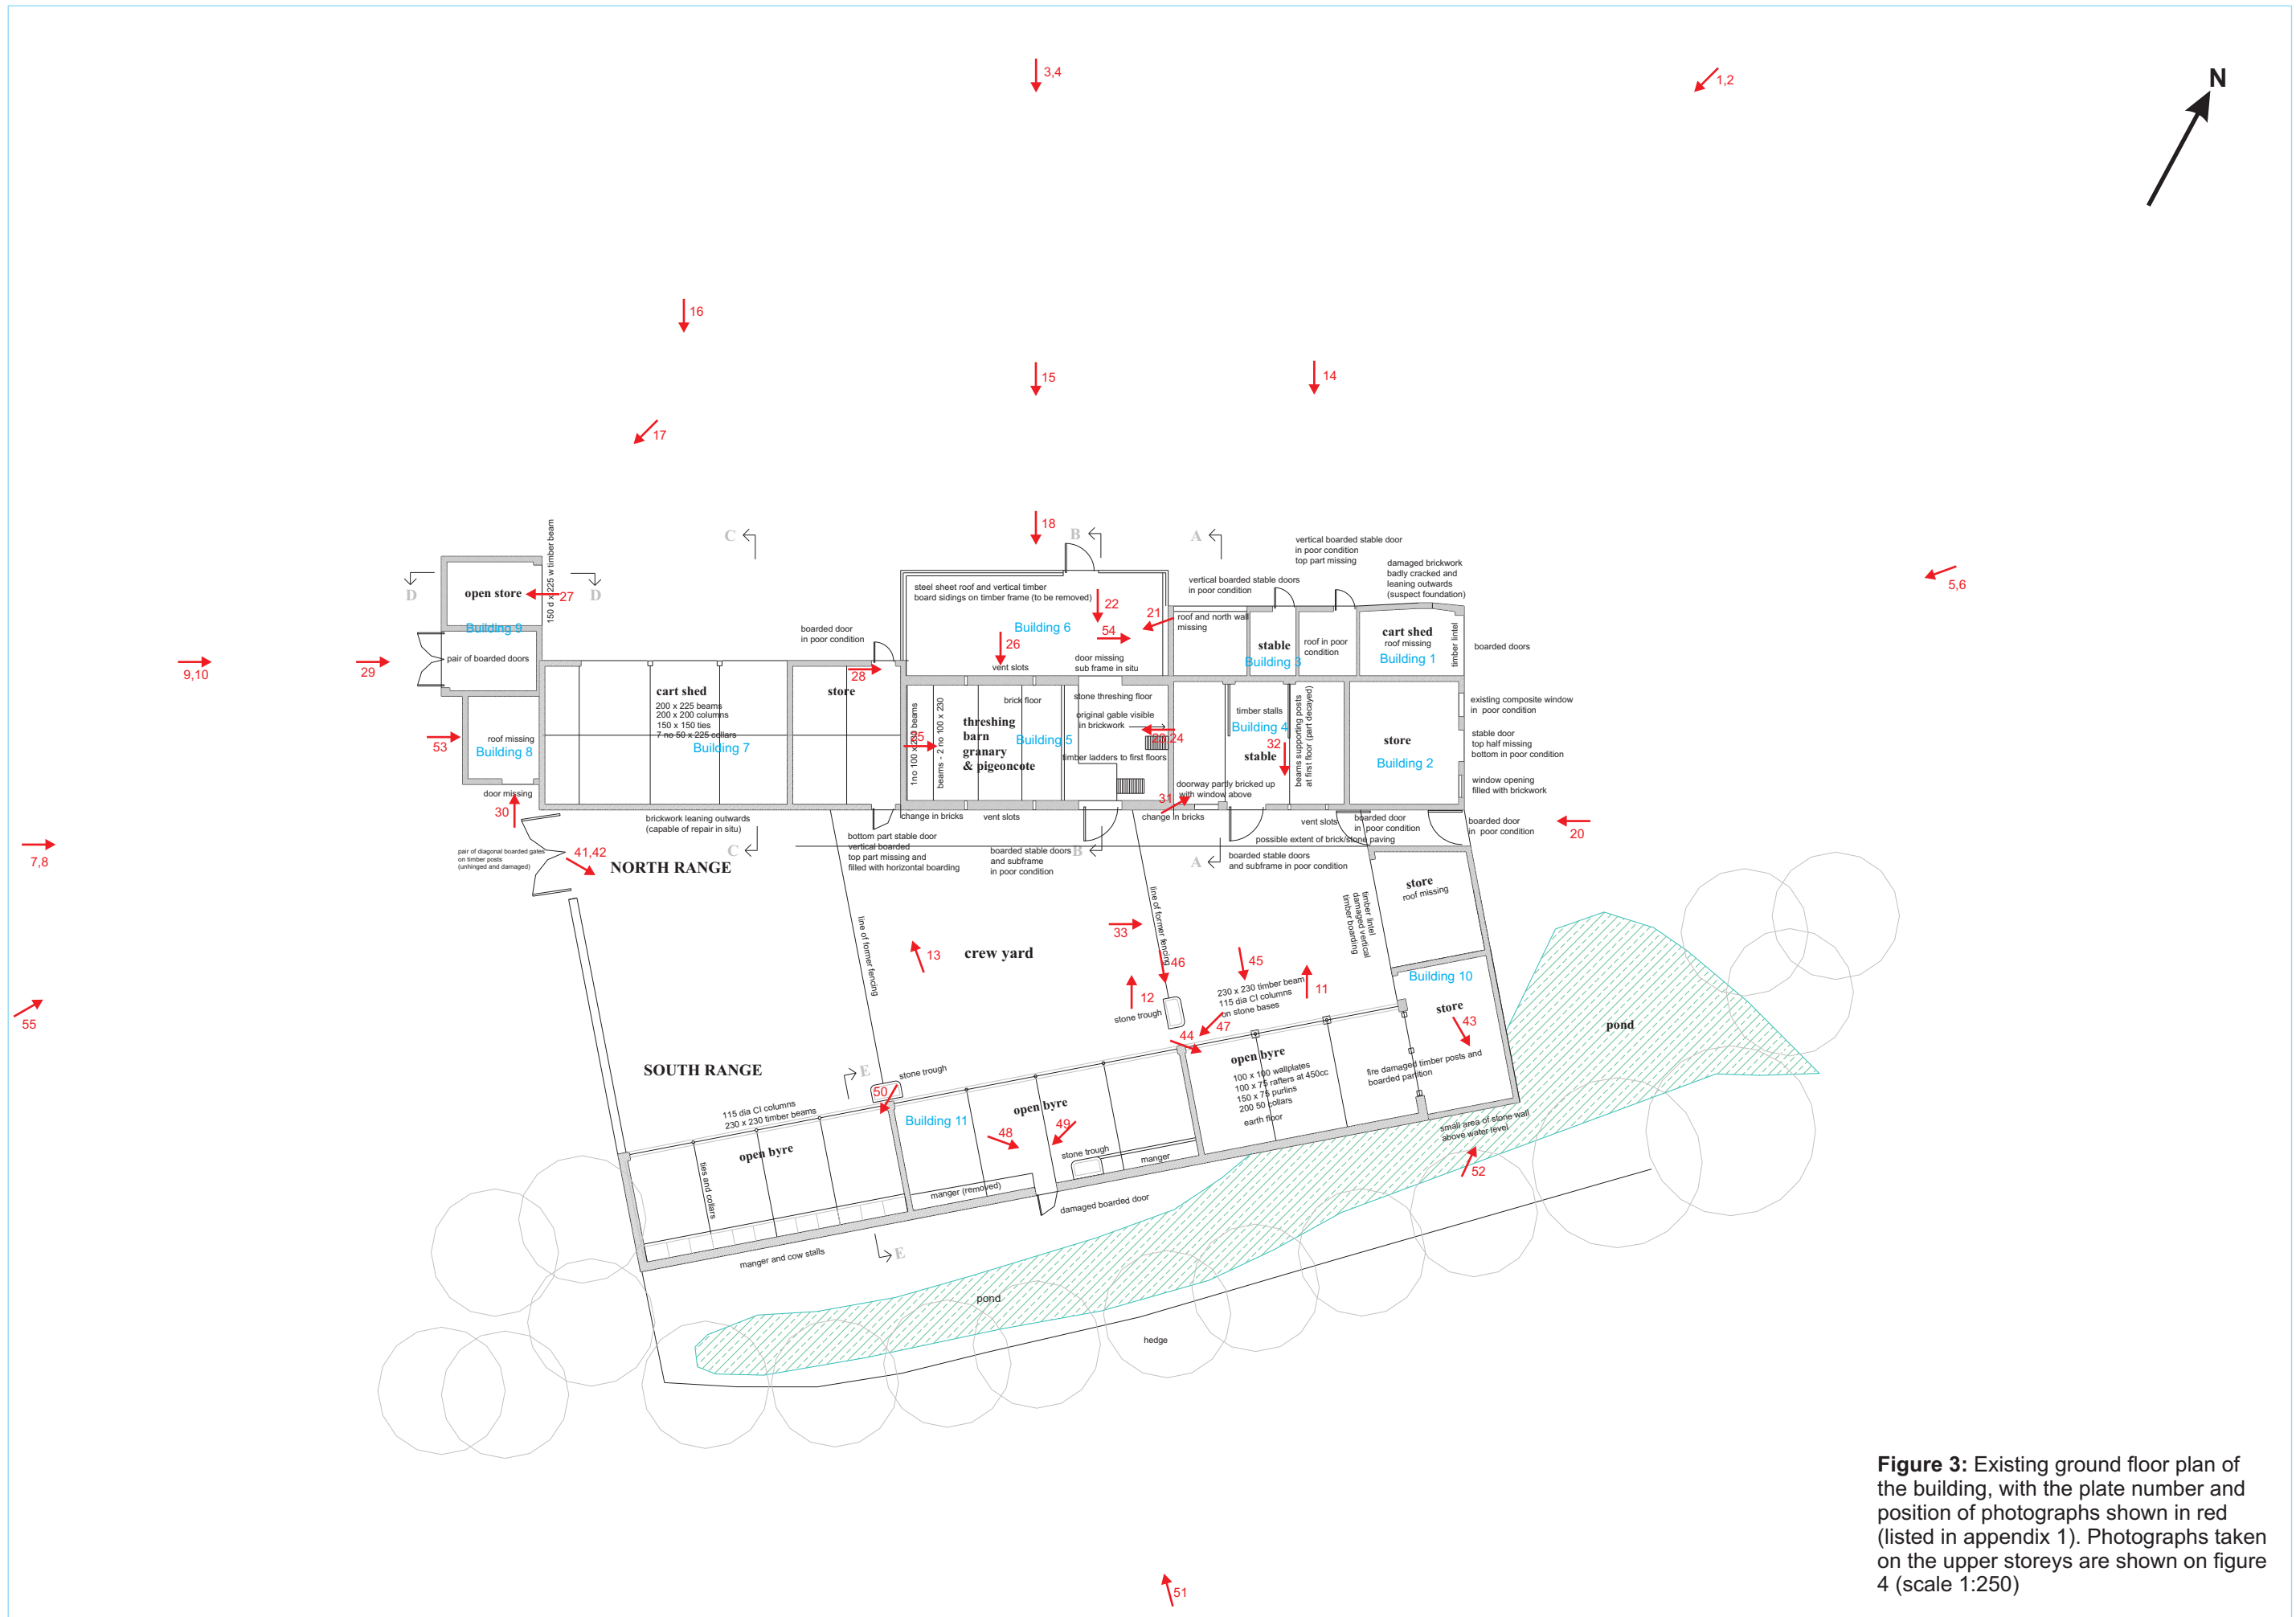 3,4
1,2
N
16
15
14
17
5,6
18
C
B
A
vertical boarded stable door
in poor condition
top part missing
damaged brickwork
badly cracked and
leaning outwards
(suspect foundation)
150 d x 225 w timber beam
D
D
open store
27
Building 9
pair of boarded doors
9,10
29
steel sheet roof and vertical timber
board sidings on timber frame (to be removed)
vertical boarded stable doors
in poor condition
22
21
Building 6
54
26
vent slots
door missing
sub frame in situ
roof and north wall
missing
stable
Building 3
roof in poor
condition
cart shed
roof missing
Building 1
timber lintel
boarded doors
boarded door
in poor condition
28
store
cart shed
200 x 225 beams
200 x 200 columns
150 x 150 ties
7 no 50 x 225 collars
Building 7
roof missing
Building 8
53
door missing
30
beams - 2 no 100 x 230
25
brick floor
threshing
barn
granary
& pigeoncote
Building 5
stone threshing floor
original gable visible
in brickwork
24
timber ladders to first floors
timber stalls
Building 4
32
stable
beams supporting posts
at first floor (part decayed)
doorway partly bricked up
with window above
31
store
Building 2
existing composite window
in poor condition
stable door
top half missing
bottom in poor condition
window opening
filled with brickwork
20
7,8
pair of diagonal boarded gates
on timber posts
(unhinged and damaged)
41,42
NORTH RANGE
brickwork leaning outwards
(capable of repair in situ)
C
bottom part stable door
vertical boarded
top part missing and
filled with horizontal boarding
change in bricks
vent slots
boarded stable doors
and subframe
in poor condition
B
change in bricks
A
boarded stable doors
and subframe in poor condition
vent slots
possible extent of brick/stone paving
boarded door
in poor condition
boarded door
in poor condition
store
roof missing
timber lintel
damaged vertical
timber boarding
line of former fencing
line of former fencing
33
13
crew yard
46
45
12
11
stone trough
230 x 230 timber beam
115 dia CI columns
on stone bases
47
44
Building 10
store
43
pond
55
SOUTH RANGE
E
50
stone trough
115 dia CI columns
230 x 230 timber beams
open byre
ties and collars
Building 11
open byre
48
49
stone trough
manger
manger (removed)
open byre
100 x 100 wallplates
100 x 75 rafters at 450cc
150 x 75 purlins
200 50 collars
earth floor
fire damaged timber posts and
boarded partition
small area of stone wall
above water level
52
damaged boarded door
manger and cow stalls
E
pond
hedge
51
Figure 3: Existing ground floor plan of
the building, with the plate number and
position of photographs shown in red
(listed in appendix 1). Photographs taken
on the upper storeys are shown on figure
4 (scale 1:250)